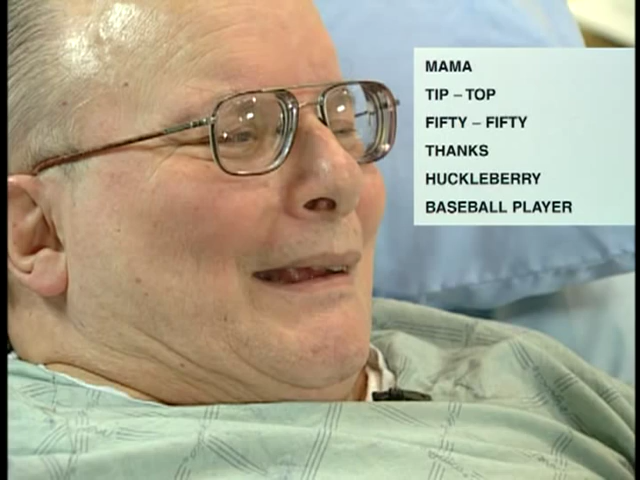 MAMA
TIP – TOP
FIFTY – FIFTY
THANKS
HUCKLEBERRY
BASEBALL PLAYER